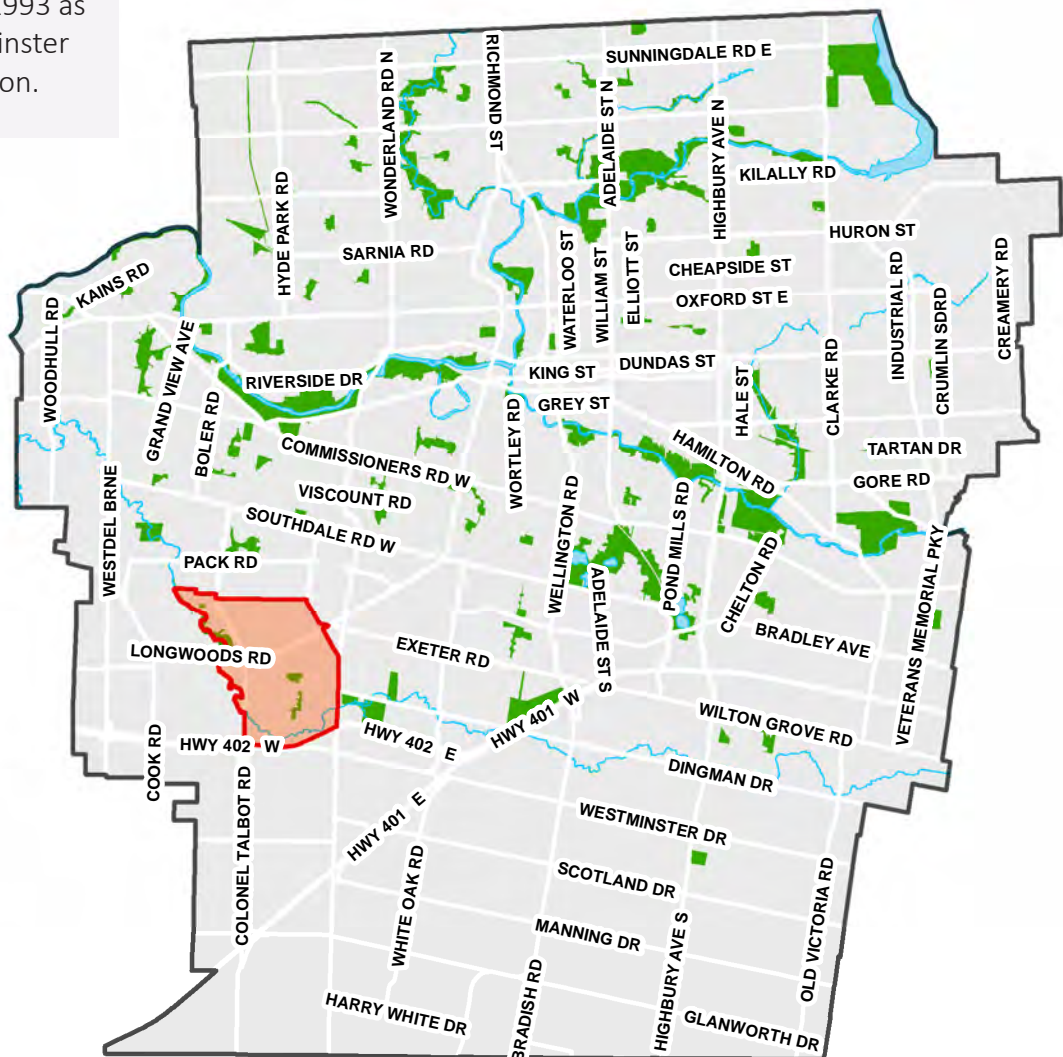 1993 as
inster
on.
SUNNINGDALE RD E
RICHMOND ST
WONDERLAND RD N
ADELAIDE ST N
HIGHBURY AVE N
KILALLY RD
HYDE PARK RD
HURON ST
SARNIA RD
WATERLOO ST
WILLIAM ST
ELLIOTT ST
CHEAPSIDE ST
OXFORD ST E
INDUSTRIAL RD
CREAMERY RD
KAINS RD
WOODHULL RD
GRAND VIEW AVE
CRUMLIN SDRD
CLARKE RD
DUNDAS ST
KING ST
RIVERSIDE DR
GREY ST
HALE ST
BOLER RD
WORTLEY RD
COMMISSIONERS RD W
HAMILTON RD
TARTAN DR
GORE RD
VISCOUNT RD
WELLINGTON RD
POND MILLS RD
SOUTHDALE RD W
WESTDEL BRNE
PACK RD
CHELTON RD
VETERANS MEMORIAL PKY
ADELAIDE ST S
BRADLEY AVE
LONGWOODS RD
EXETER RD
WILTON GROVE RD
HWY 401 W
HWY 402 W
HWY 402 E
COOK RD
DINGMAN DR
HWY 401 E
WESTMINSTER DR
COLONEL TALBOT RD
WHITE OAK RD
SCOTLAND DR
OLD VICTORIA RD
MANNING DR
HIGHBURY AVE S
HARRY WHITE DR
BRADISH RD
GLANWORTH DR